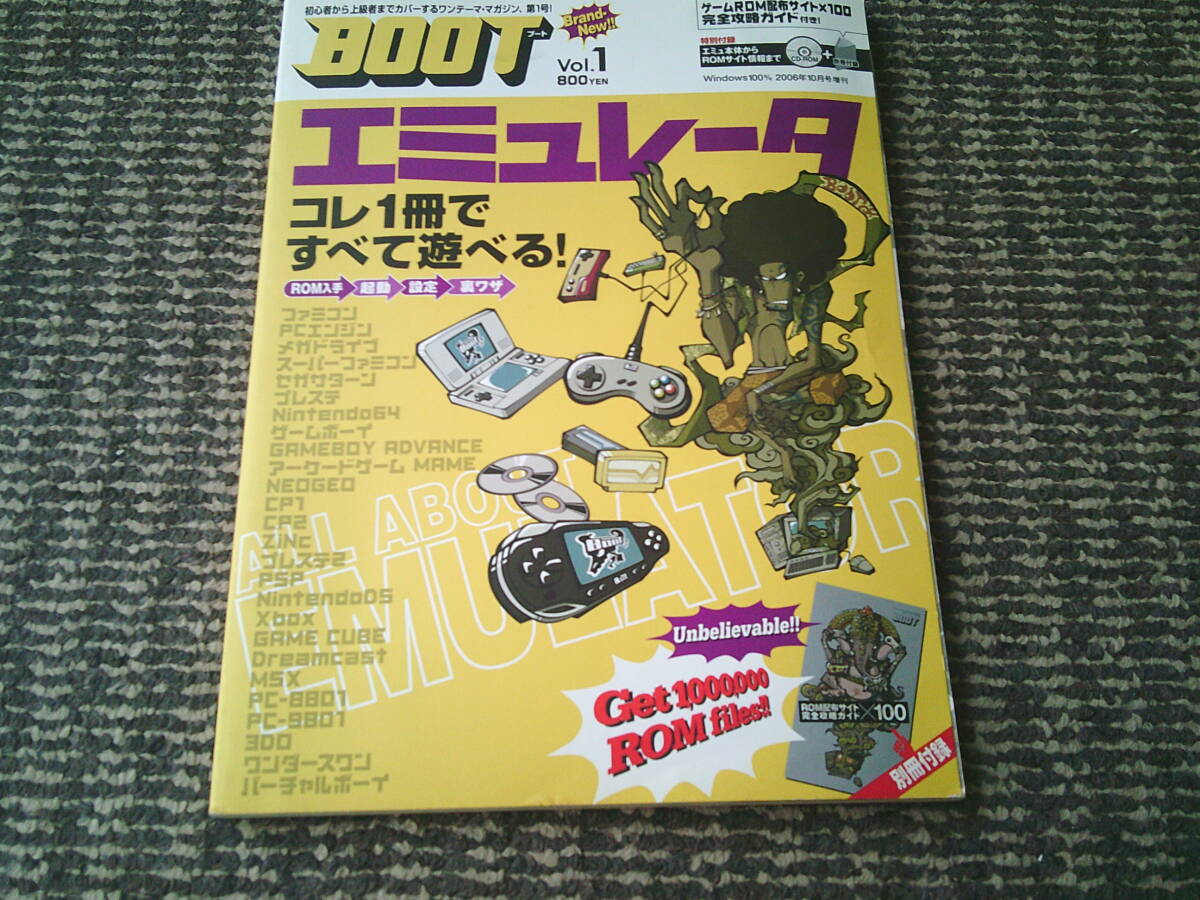 初心者から上級者までカバーするワンテーマ・マガジン、第1号!
BOOT
ブート
Brand-New!!
Vol.1
800YEN
ゲームROM配布サイト×100
完全攻略ガイド付き!
特別付録
エミュ本体から
ROMサイト情報まで
CD-ROM
+
別冊付録
Windows100% 2006年10月号増刊
エミュレータ
コレ1冊で
すべて遊べる!
ROM入手 起動 設定 裏ワザ
ファミコン
PCエンジン
メガドライブ
スーパーファミコン
セガサターン
プレステ
Nintendo64
ゲームボーイ
GAMEBOY ADVANCE
アーケードゲーム MAME
NEOGEO
CP1
CP2
ZiNc
プレステ2
PSP
NintendoDS
Xbox
GAME CUBE
Dreamcast
MSX
PC-8801
PC-9801
3DO
ワンダースワン
バーチャルボーイ
ALL ABOUT
EMULATOR
Unbelievable!!
Get 1,000,000
ROM files!!
BOOT
ROM配布サイト
完全攻略ガイド×100
別冊付録